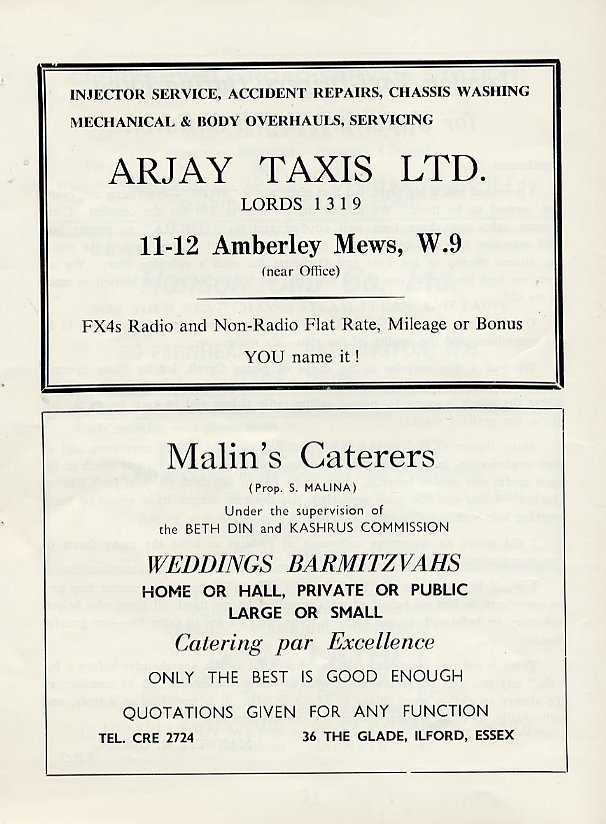 INJECTOR SERVICE, ACCIDENT REPAIRS, CHASSIS WASHING
MECHANICAL & BODY OVERHAULS, SERVICING
ARJAY TAXIS LTD.
LORDS 1319
11-12 Amberley Mews, W.9
(near Office)
FX4s Radio and Non-Radio Flat Rate, Mileage or Bonus
YOU name it!
Malin's Caterers
(Prop. S. MALINA)
Under the supervision of
the BETH DIN and KASHRUS COMMISSION
WEDDINGS BARMITZVAHS
HOME OR HALL, PRIVATE OR PUBLIC
LARGE OR SMALL
Catering par Excellence
ONLY THE BEST IS GOOD ENOUGH
QUOTATIONS GIVEN FOR ANY FUNCTION
TEL. CRE 2724 36 THE GLADE, ILFORD, ESSEX